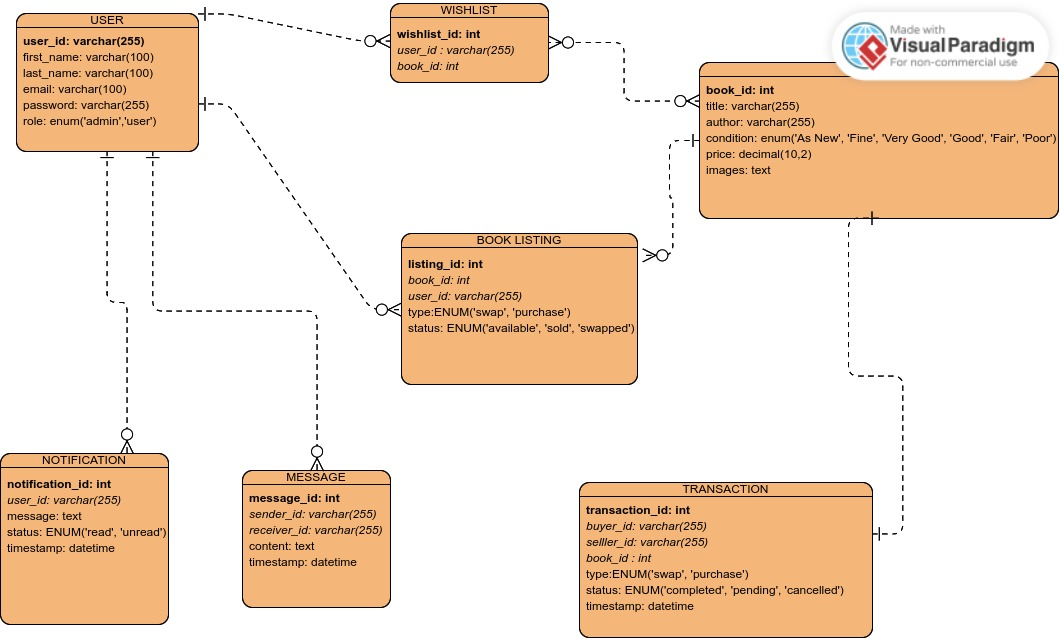 USER
user_id: varchar(255)
first_name: varchar(100)
last_name: varchar(100)
email: varchar(100)
password: varchar(255)
role: enum('admin','user')
WISHLIST
wishlist_id: int
user_id : varchar(255)
book_id: int
Made with
Visual Paradigm
For non-commercial use
book_id: int
title: varchar(255)
author: varchar(255)
condition: enum('As New', 'Fine', 'Very Good', 'Good', 'Fair', 'Poor')
price: decimal(10,2)
images: text
BOOK LISTING
listing_id: int
book_id: int
user_id: varchar(255)
type:ENUM('swap', 'purchase')
status: ENUM('available', 'sold', 'swapped')
NOTIFICATION
notification_id: int
user_id: varchar(255)
message: text
status: ENUM('read', 'unread')
timestamp: datetime
MESSAGE
message_id: int
sender_id: varchar(255)
receiver_id: varchar(255)
content: text
timestamp: datetime
TRANSACTION
transaction_id: int
buyer_id: varchar(255)
selller_id: varchar(255)
book_id : int
type:ENUM('swap', 'purchase')
status: ENUM('completed', 'pending', 'cancelled')
timestamp: datetime